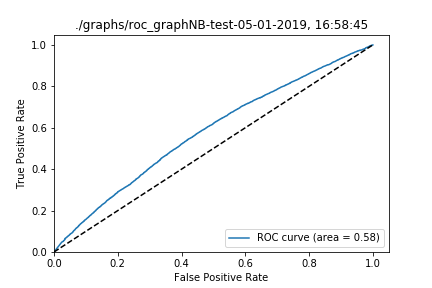 ./graphs/roc_graphNB-test-05-01-2019, 16:58:45
1.0
0.8
0.6
0.4
0.2
0.0
True Positive Rate
ROC curve (area = 0.58)
0.0 0.2 0.4 0.6 0.8 1.0
False Positive Rate